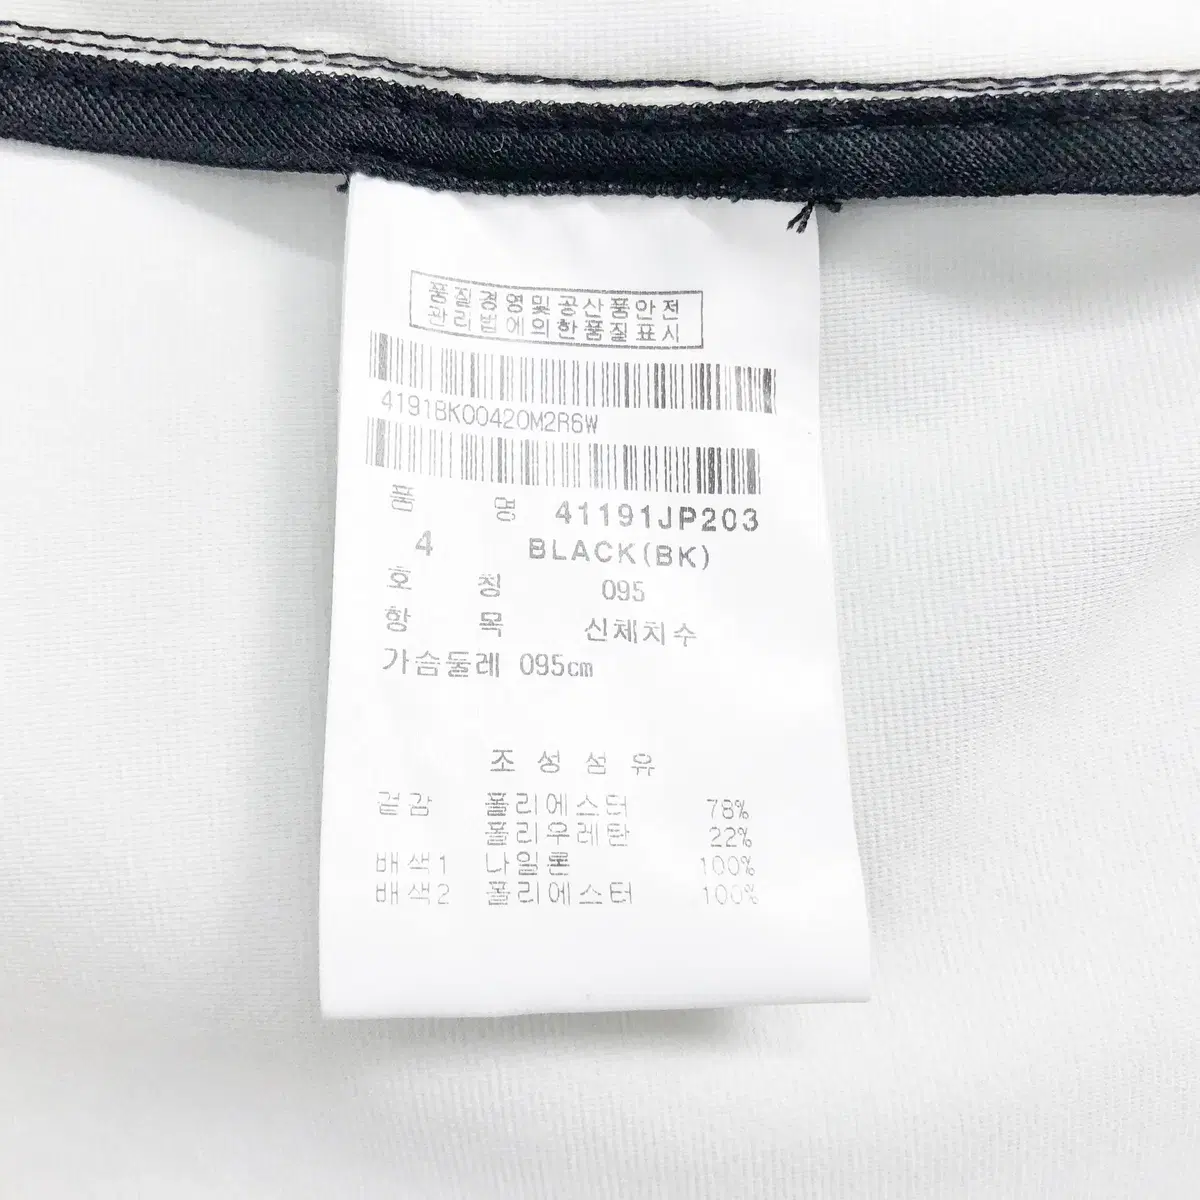 품질경영및공산품안전
관리법에의한품질표시
4191BK00420M2R6W
품 명 41191JP203
4 BLACK(BK)
호 칭 095
항 목 신체치수
가슴둘레 095cm
조성섬유
겉감 폴리에스터 78%
폴리우레탄 22%
배색1 나일론 100%
배색2 폴리에스터 100%